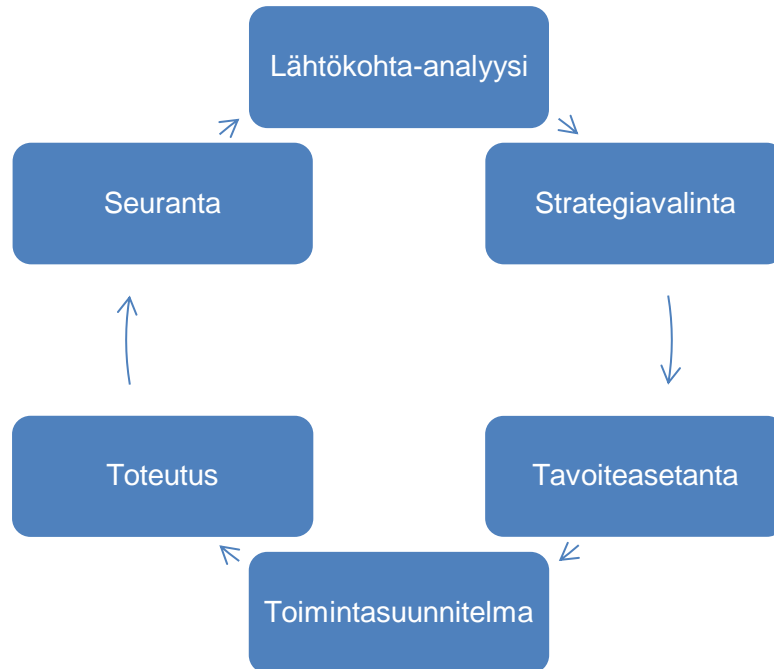 Lähtökohta-analyysi
Strategiavalinta
Tavoiteasetanta
Toimintasuunnitelma
Toteutus
Seuranta